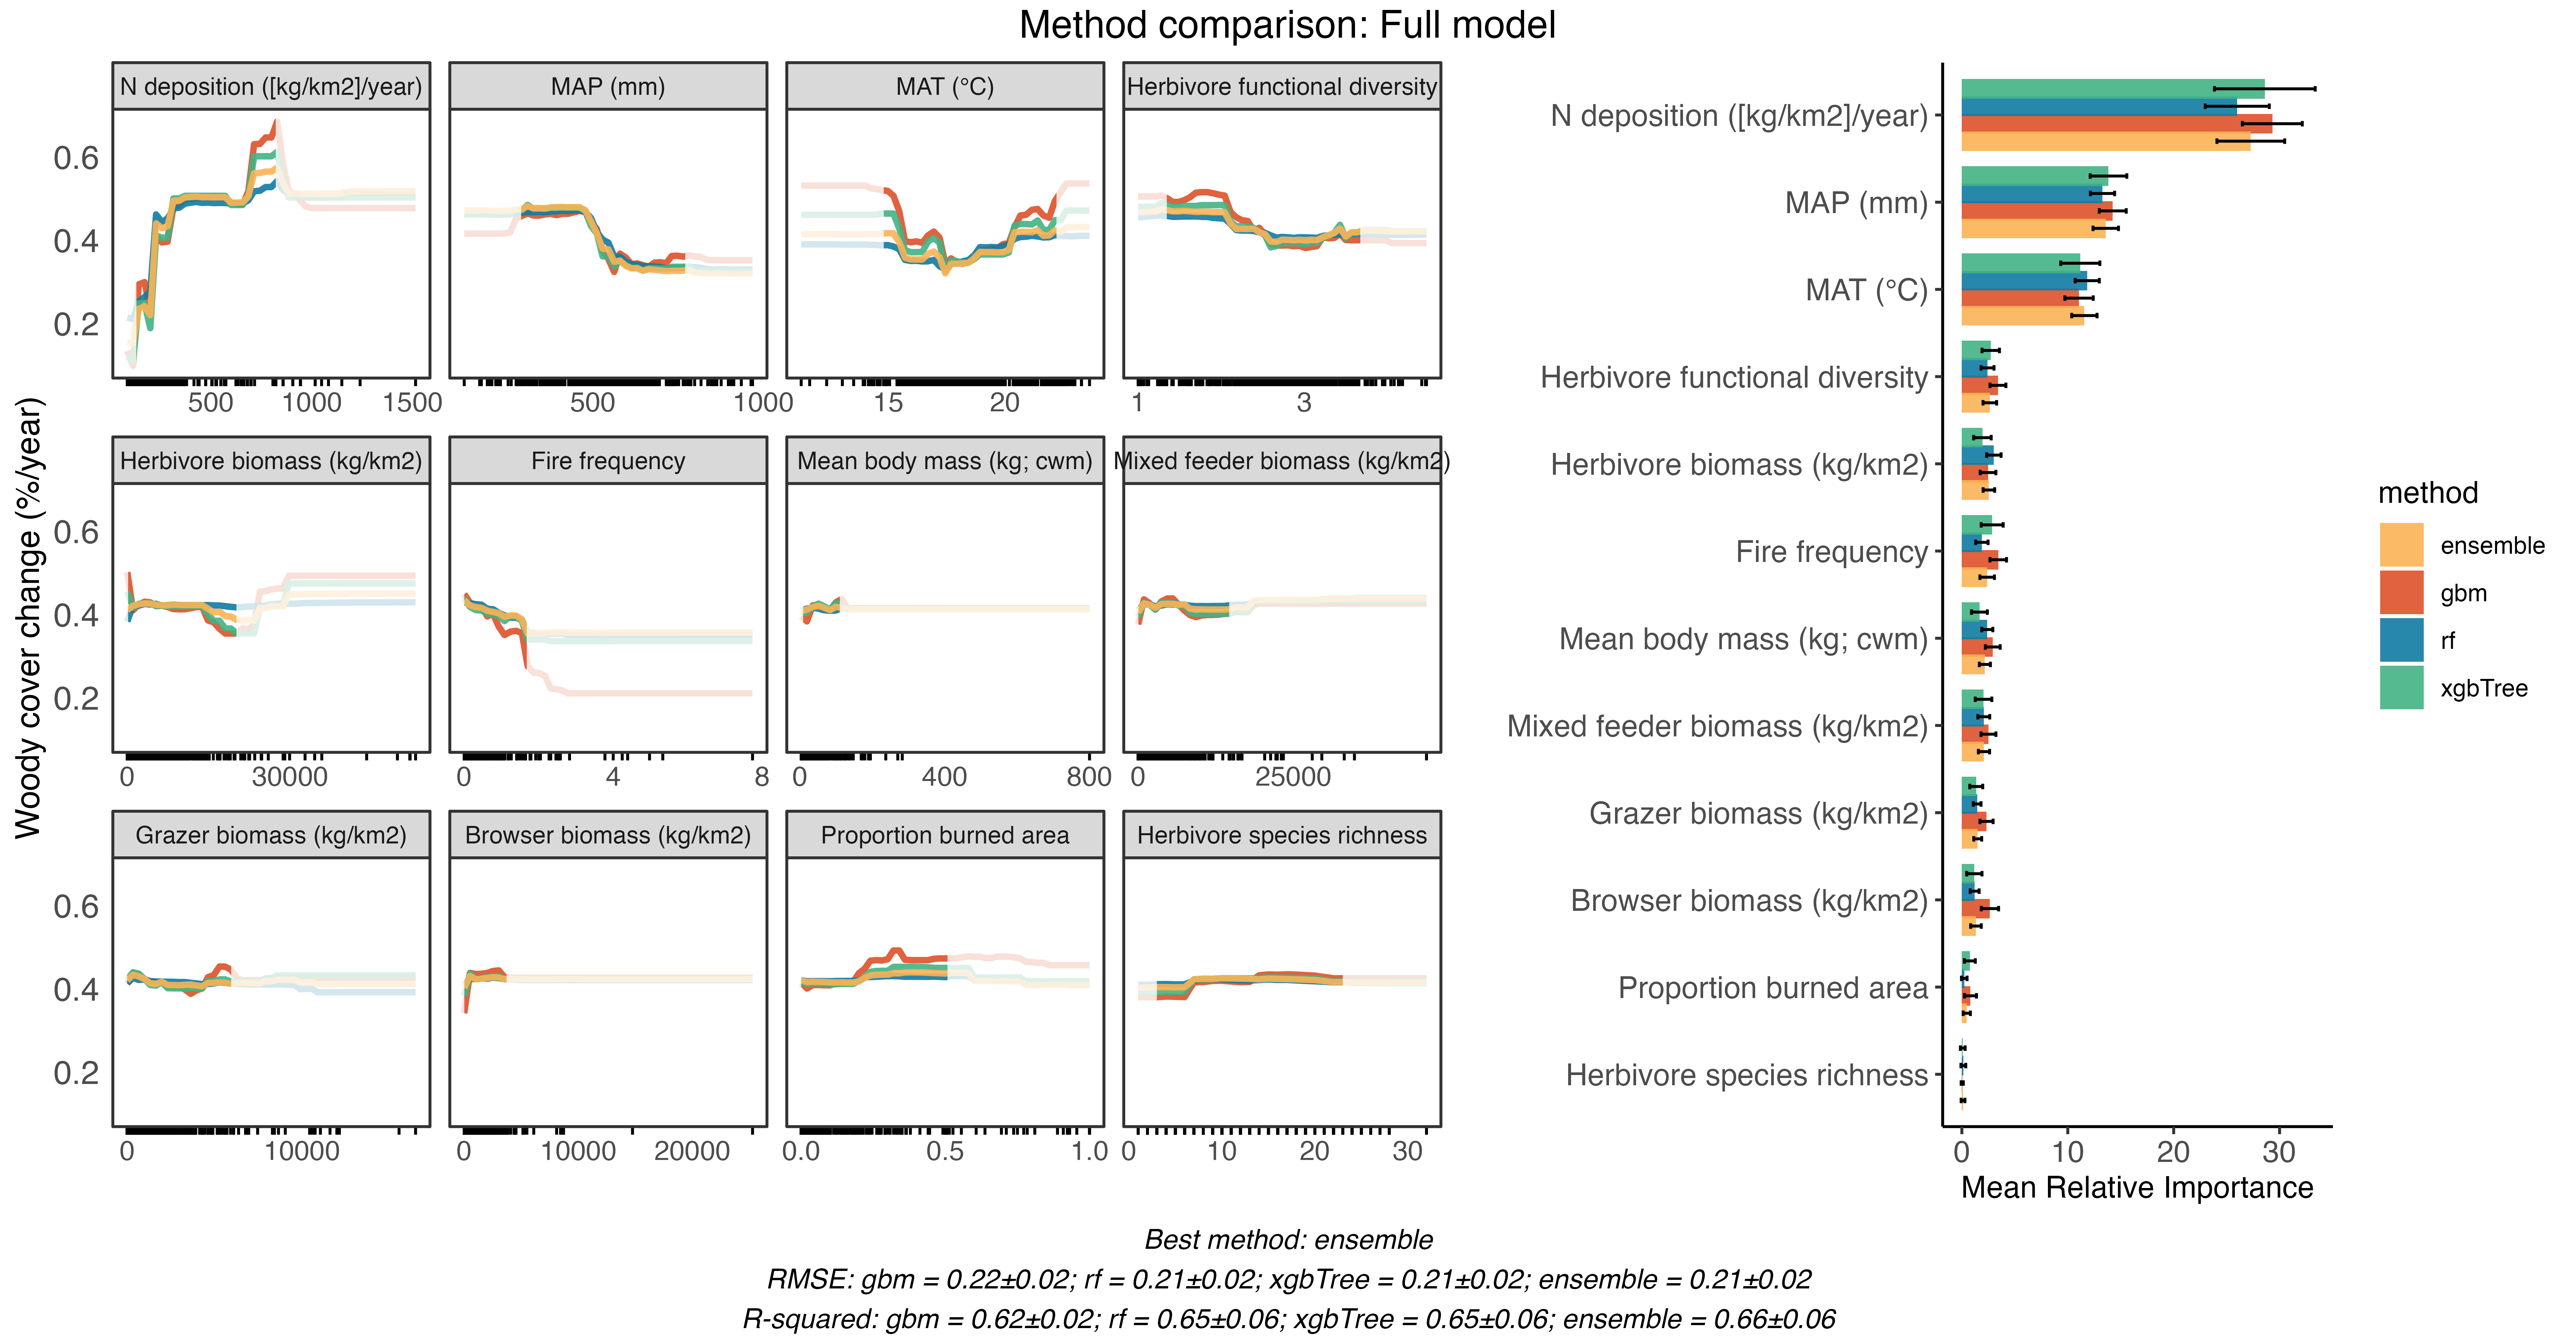 Method comparison: Full model
N deposition ([kg/km2]/year)
MAP (mm)
MAT (°C)
Herbivore functional diversity
0.6
0.4
0.2
500 1000 1500
500 1000
15 20
1 3
Herbivore biomass (kg/km2)
Fire frequency
Mean body mass (kg; cwm)
Mixed feeder biomass (kg/km2)
0.6
0.4
0.2
0 30000
0 4 8
0 400 800
0 25000
Grazer biomass (kg/km2)
Browser biomass (kg/km2)
Proportion burned area
Herbivore species richness
0.6
0.4
0.2
0 10000
0 10000 20000
0.0 0.5 1.0
0 10 20 30
Woody cover change (%/year)
N deposition ([kg/km2]/year)
MAP (mm)
MAT (°C)
Herbivore functional diversity
Herbivore biomass (kg/km2)
Fire frequency
Mean body mass (kg; cwm)
Mixed feeder biomass (kg/km2)
Grazer biomass (kg/km2)
Browser biomass (kg/km2)
Proportion burned area
Herbivore species richness
0 10 20 30
Mean Relative Importance
method
ensemble
gbm
rf
xgbTree
Best method: ensemble
RMSE: gbm = 0.22±0.02; rf = 0.21±0.02; xgbTree = 0.21±0.02; ensemble = 0.21±0.02
R-squared: gbm = 0.62±0.02; rf = 0.65±0.06; xgbTree = 0.65±0.06; ensemble = 0.66±0.06